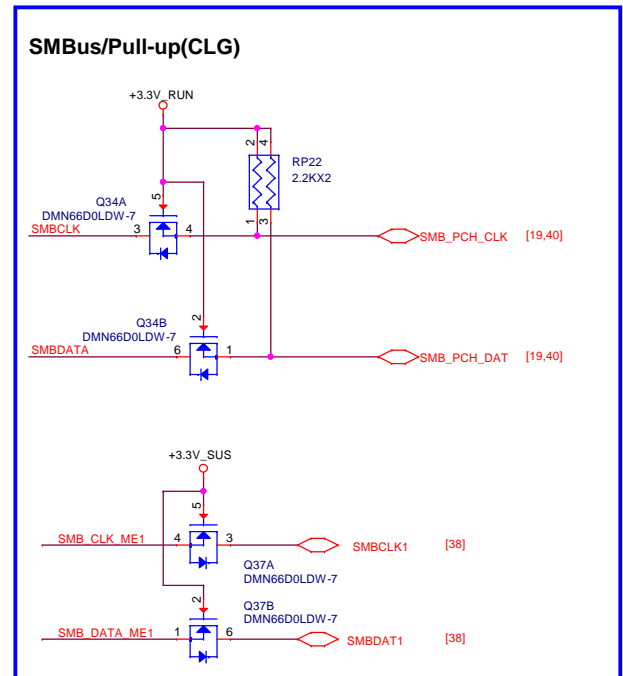 SMBus/Pull-up(CLG)
+3.3V_RUN
2
4
RP22
2.2KX2
1
3
5
Q34A
DMN66D0LDW-7
SMBCLK
3
4
SMB_PCH_CLK [19,40]
2
Q34B
DMN66D0LDW-7
SMBDATA
6
1
SMB_PCH_DAT [19,40]
+3.3V_SUS
5
SMB_CLK_ME1
4
3
SMBCLK1 [38]
Q37A
DMN66D0LDW-7
2
Q37B
DMN66D0LDW-7
SMB_DATA_ME1
1
6
SMBDAT1 [38]